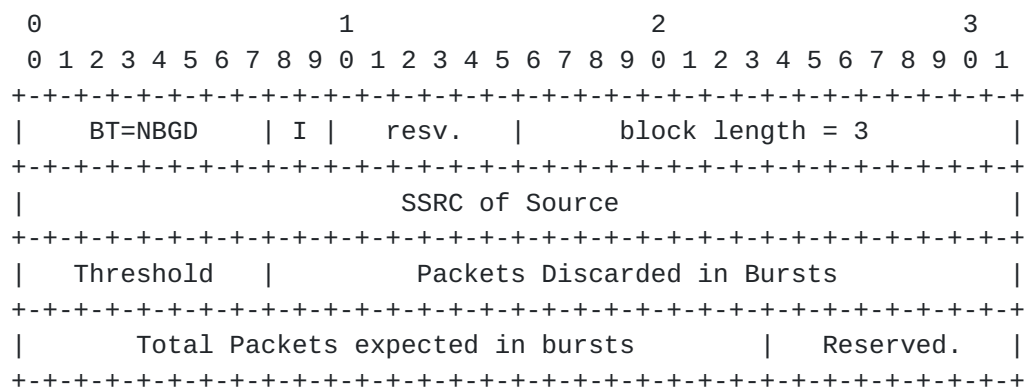 0                   1                   2                   3
 0 1 2 3 4 5 6 7 8 9 0 1 2 3 4 5 6 7 8 9 0 1 2 3 4 5 6 7 8 9 0 1
+-+-+-+-+-+-+-+-+-+-+-+-+-+-+-+-+-+-+-+-+-+-+-+-+-+-+-+-+-+-+-+-+
|    BT=NBGD    | I |   resv.   |      block length = 3         |
+-+-+-+-+-+-+-+-+-+-+-+-+-+-+-+-+-+-+-+-+-+-+-+-+-+-+-+-+-+-+-+-+
|                        SSRC of Source                         |
+-+-+-+-+-+-+-+-+-+-+-+-+-+-+-+-+-+-+-+-+-+-+-+-+-+-+-+-+-+-+-+-+
|   Threshold   |         Packets Discarded in Bursts           |
+-+-+-+-+-+-+-+-+-+-+-+-+-+-+-+-+-+-+-+-+-+-+-+-+-+-+-+-+-+-+-+-+
|       Total Packets expected in bursts        |   Reserved.   |
+-+-+-+-+-+-+-+-+-+-+-+-+-+-+-+-+-+-+-+-+-+-+-+-+-+-+-+-+-+-+-+-+